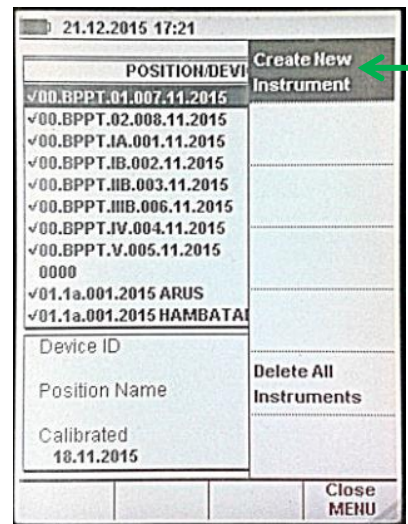 21.12.2015 17:21
POSITION/DEVI
√00.BPPT.01.007.11.2015
√00.BPPT.02.008.11.2015
√00.BPPT.IA.001.11.2015
√00.BPPT.IB.002.11.2015
√00.BPPT.IIB.003.11.2015
√00.BPPT.IIIB.006.11.2015
√00.BPPT.IV.004.11.2015
√00.BPPT.V.005.11.2015
0000
√01.1a.001.2015 ARUS
√01.1a.001.2015 HAMBATA
Device ID
Position Name
Calibrated
18.11.2015
Create New
Instrument
Delete All
Instruments
Close
MENU